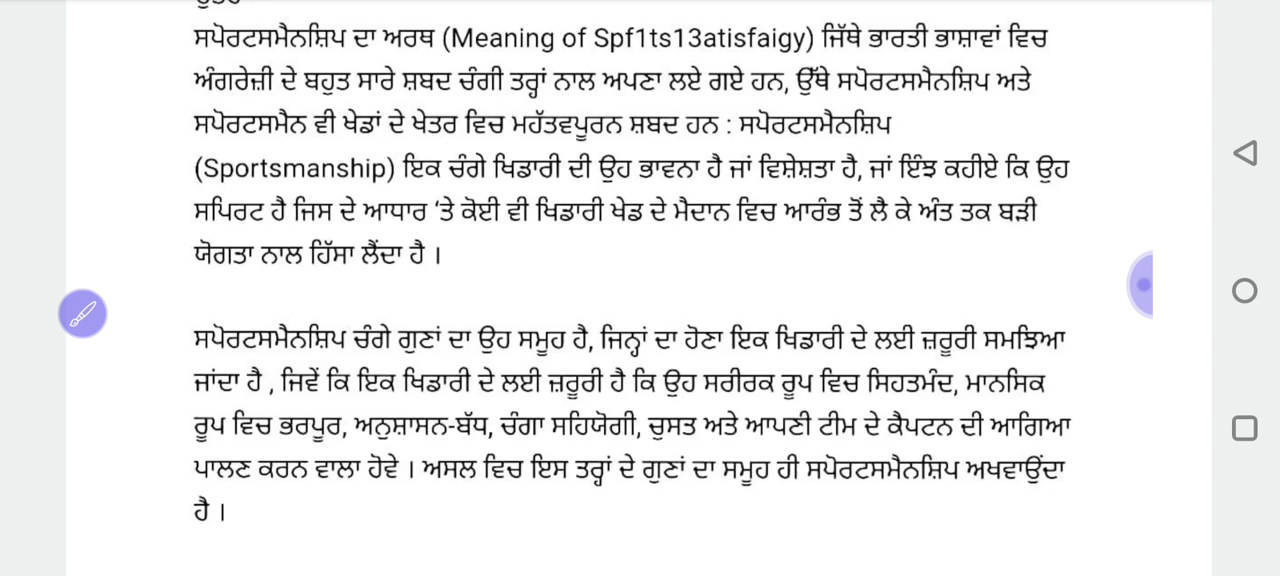 ਸਪੋਰਟਸਮੈਨਸ਼ਿਪ ਦਾ ਅਰਥ (Meaning of Spf1ts13atisfaigy) ਜਿੱਥੇ ਭਾਰਤੀ ਭਾਸ਼ਾਵਾਂ ਵਿਚ
ਅੰਗਰੇਜ਼ੀ ਦੇ ਬਹੁਤ ਸਾਰੇ ਸ਼ਬਦ ਚੰਗੀ ਤਰ੍ਹਾਂ ਨਾਲ ਅਪਣਾ ਲਏ ਗਏ ਹਨ, ਉੱਥੇ ਸਪੋਰਟਸਮੈਨਸ਼ਿਪ ਅਤੇ
ਸਪੋਰਟਸਮੈਨ ਵੀ ਖੇਡਾਂ ਦੇ ਖੇਤਰ ਵਿਚ ਮਹੱਤਵਪੂਰਨ ਸ਼ਬਦ ਹਨ : ਸਪੋਰਟਸਮੈਨਸ਼ਿਪ
(Sportsmanship) ਇਕ ਚੰਗੇ ਖਿਡਾਰੀ ਦੀ ਉਹ ਭਾਵਨਾ ਹੈ ਜਾਂ ਵਿਸ਼ੇਸ਼ਤਾ ਹੈ, ਜਾਂ ਇੰਝ ਕਹੀਏ ਕਿ ਉਹ
ਸਪਿਰਟ ਹੈ ਜਿਸ ਦੇ ਆਧਾਰ ‘ਤੇ ਕੋਈ ਵੀ ਖਿਡਾਰੀ ਖੇਡ ਦੇ ਮੈਦਾਨ ਵਿਚ ਆਰੰਭ ਤੋਂ ਲੈ ਕੇ ਅੰਤ ਤਕ ਬੜੀ
ਯੋਗਤਾ ਨਾਲ ਹਿੱਸਾ ਲੈਂਦਾ ਹੈ ।
ਸਪੋਰਟਸਮੈਨਸ਼ਿਪ ਚੰਗੇ ਗੁਣਾਂ ਦਾ ਉਹ ਸਮੂਹ ਹੈ, ਜਿਨ੍ਹਾਂ ਦਾ ਹੋਣਾ ਇਕ ਖਿਡਾਰੀ ਦੇ ਲਈ ਜ਼ਰੂਰੀ ਸਮਝਿਆ
ਜਾਂਦਾ ਹੈ , ਜਿਵੇਂ ਕਿ ਇਕ ਖਿਡਾਰੀ ਦੇ ਲਈ ਜ਼ਰੂਰੀ ਹੈ ਕਿ ਉਹ ਸਰੀਰਕ ਰੂਪ ਵਿਚ ਸਿਹਤਮੰਦ, ਮਾਨਸਿਕ
ਰੂਪ ਵਿਚ ਭਰਪੂਰ, ਅਨੁਸ਼ਾਸਨ-ਬੱਧ, ਚੰਗਾ ਸਹਿਯੋਗੀ, ਚੁਸਤ ਅਤੇ ਆਪਣੀ ਟੀਮ ਦੇ ਕੈਪਟਨ ਦੀ ਆਗਿਆ
ਪਾਲਣ ਕਰਨ ਵਾਲਾ ਹੋਵੇ । ਅਸਲ ਵਿਚ ਇਸ ਤਰ੍ਹਾਂ ਦੇ ਗੁਣਾਂ ਦਾ ਸਮੂਹ ਹੀ ਸਪੋਰਟਸਮੈਨਸ਼ਿਪ ਅਖਵਾਉਂਦਾ
ਹੈ ।